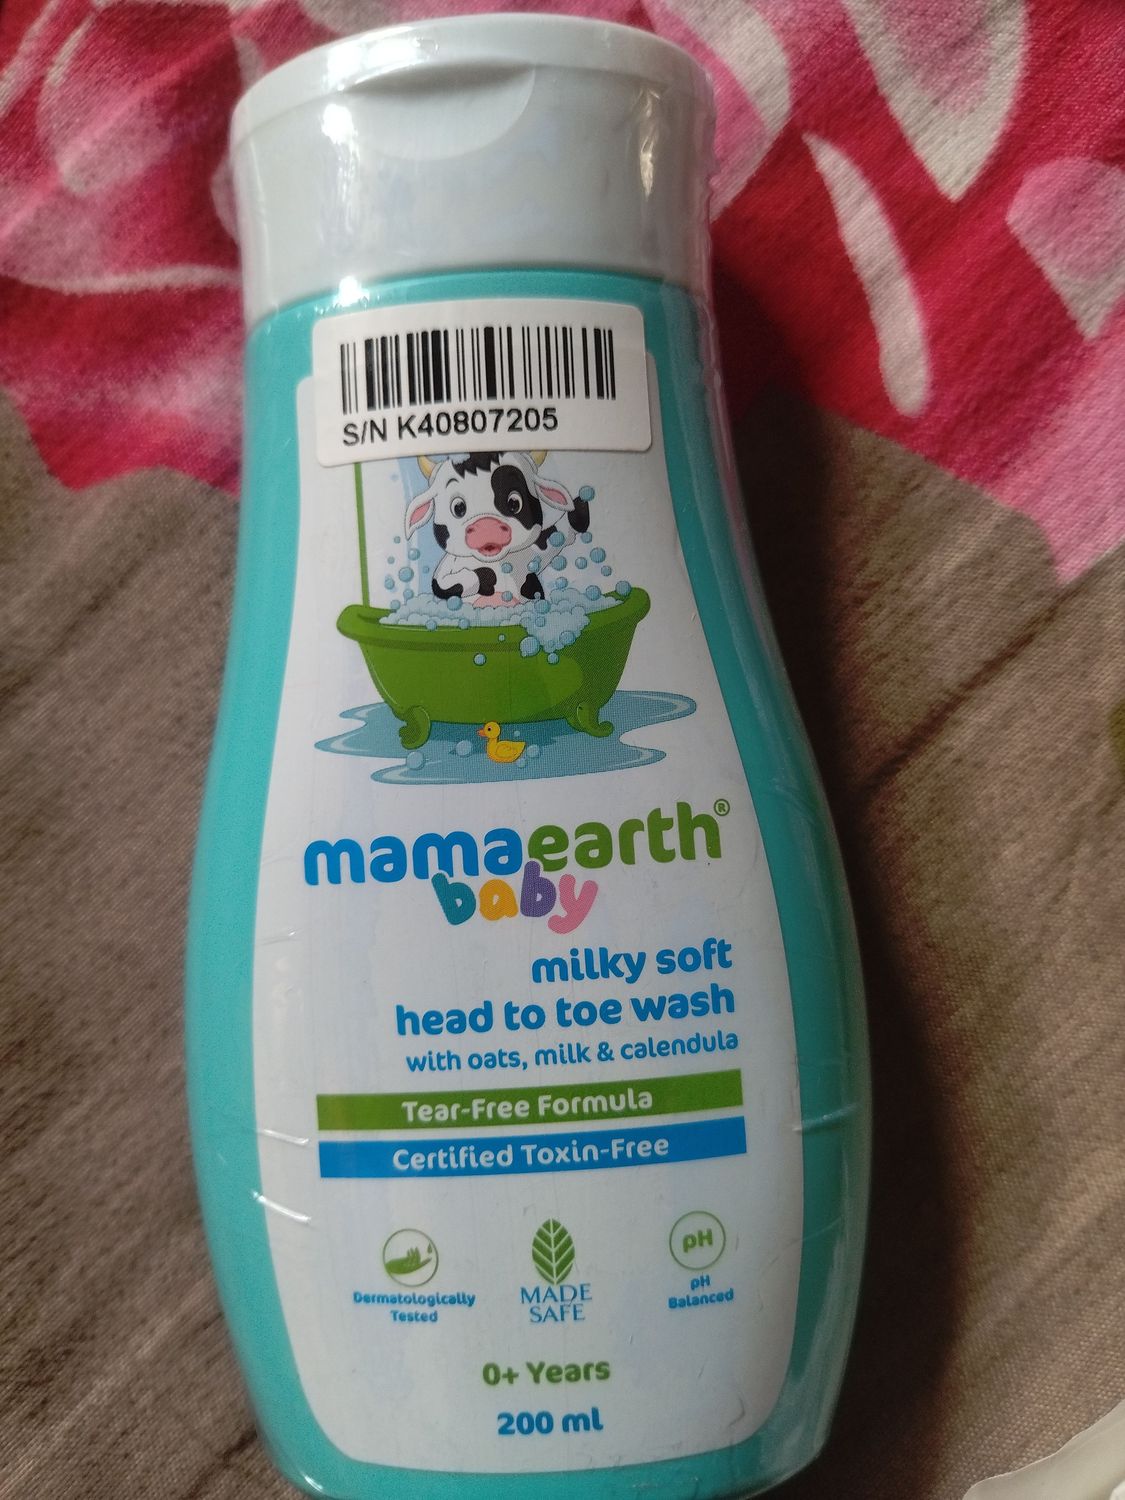 S/N K40807205
mamaearth®
baby
milky soft
head to toe wash
with oats, milk & calendula
Tear-Free Formula
Certified Toxin-Free
pH
Dermatologically
Tested
MADE
SAFE
pH
Balanced
0+ Years
200 ml